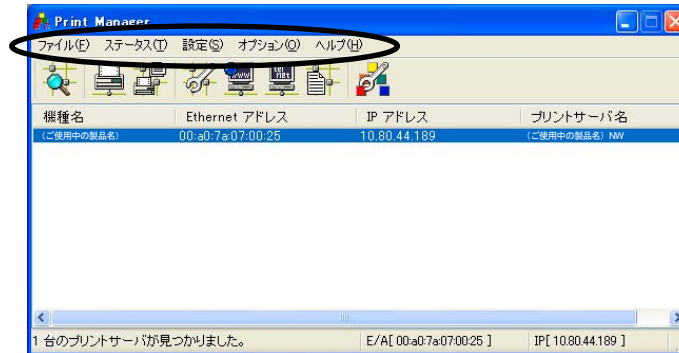 Print Manager
ファイル(F) ステータス(T) 設定(S) オプション(O) ヘルプ(H)
WWW tel net
機種名 Ethernet アドレス IP アドレス プリントサーバ名
(ご使用中の製品名) 00:a0:7a:07:00:25 10.80.44.189 (ご使用中の製品名) NW
1 台のプリントサーバが見つかりました。 E/A[ 00:a0:7a:07:00:25 ] IP[ 10.80.44.189 ]